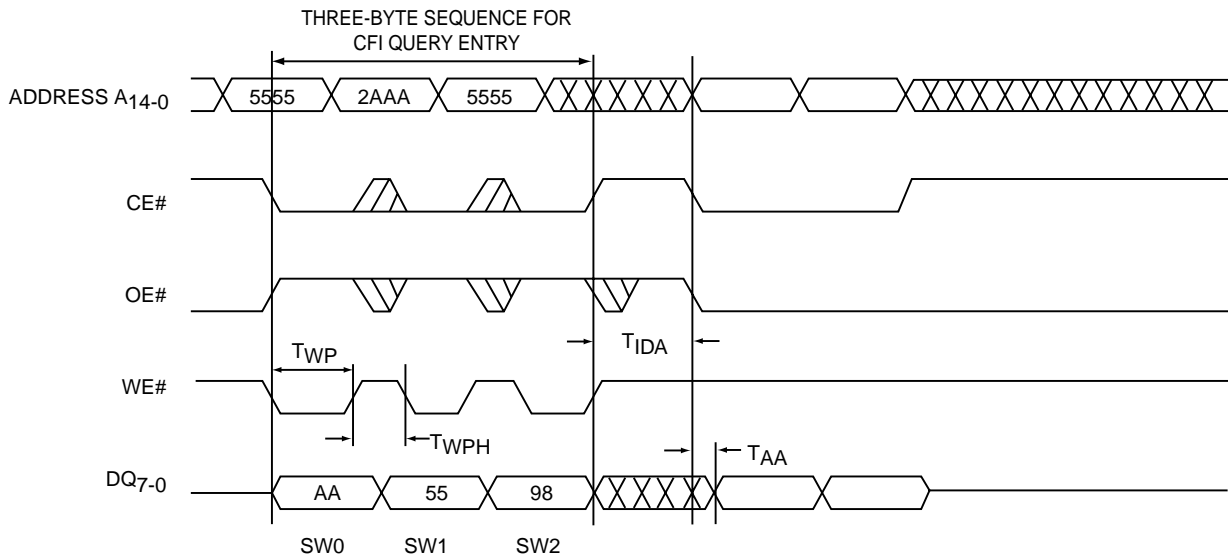 THREE-BYTE SEQUENCE FOR
CFI QUERY ENTRY
ADDRESS A14-0
5555 2AAA 5555
CE#
OE#
TWP
TIDA
WE#
TWPH
TAA
DQ7-0
AA 55 98
SW0 SW1 SW2